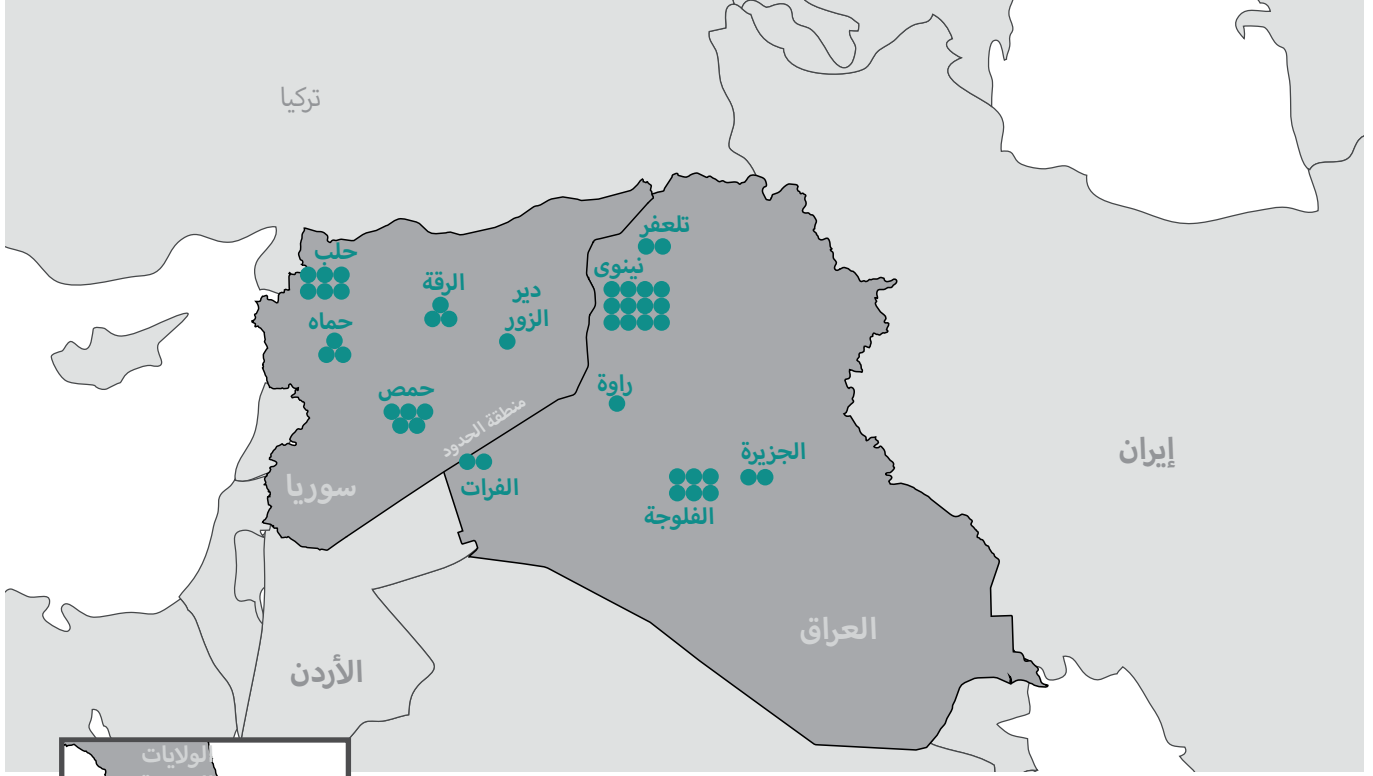 تركيا
تلعفر
حلب
نينوى
الرقة
دير
الزور
حماه
راوة
حمص
منطقة الحدود
الجزيرة
إيران
سوريا
الفرات
الفلوجة
العراق
الأردن
الولايات